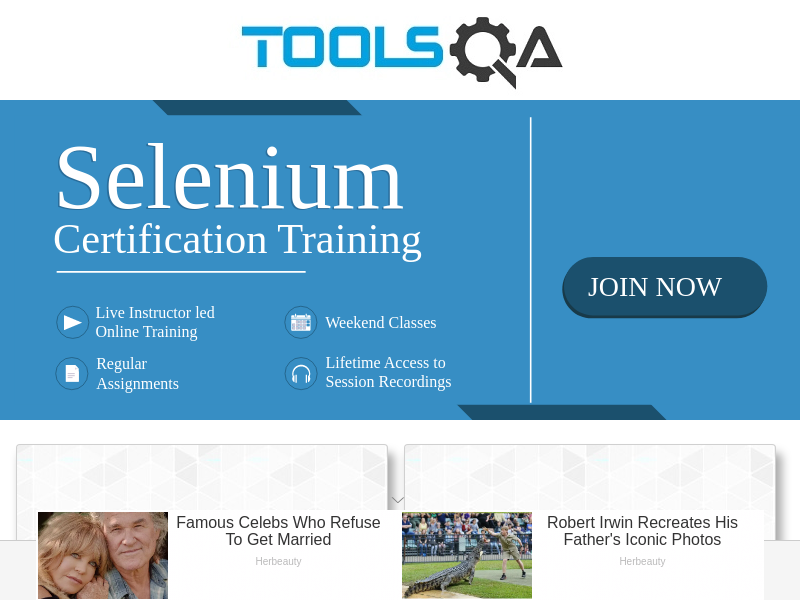 TOOLSQA
Selenium
Certification Training
JOIN NOW
Live Instructor led
Online Training
Weekend Classes
Regular
Assignments
Lifetime Access to
Session Recordings
Famous Celebs Who Refuse
To Get Married
Herbeauty
Robert Irwin Recreates His
Father's Iconic Photos
Herbeauty